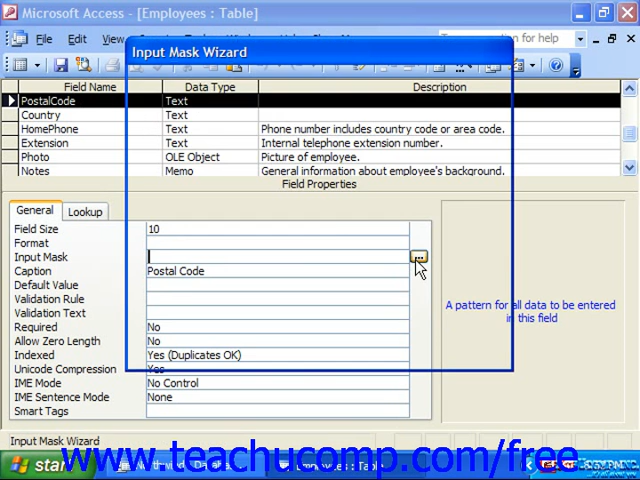 Microsoft Access - [Employees : Table]
File Edit View for help
Input Mask Wizard
Field Name Data Type Description
PostalCode Text
Country Text
HomePhone Text Phone number includes country code or area code.
Extension Text Internal telephone extension number.
Photo OLE Object Picture of employee.
Notes Memo General information about employee's background.
Field Properties
General Lookup
Field Size 10
Format
Input Mask
Caption Postal Code
Default Value
Validation Rule
Validation Text
Required No
Allow Zero Length No
Indexed Yes (Duplicates OK)
Unicode Compression Yes
IME Mode No Control
IME Sentence Mode None
Smart Tags
A pattern for all data to be entered
in this field
Input Mask Wizard
start
www.teachucomp.com/free